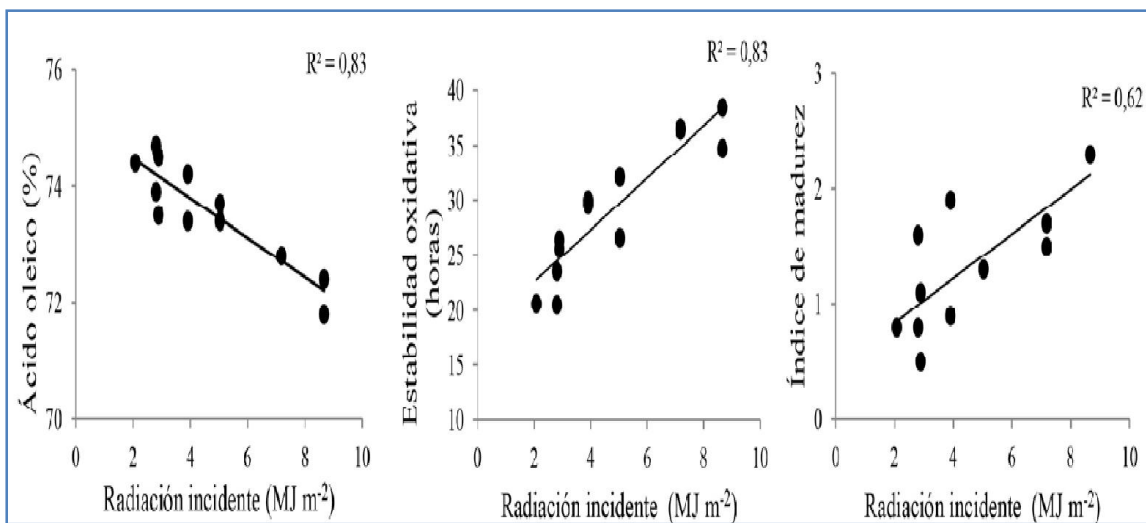 R² = 0,83
76
74
72
70
Ácido oleico (%)
0 2 4 6 8 10
Radiación incidente (MJ m⁻²)
R² = 0,83
40
35
30
25
20
15
10
Estabilidad oxidativa
(horas)
0 2 4 6 8 10
Radiación incidente (MJ m⁻²)
R² = 0,62
3
2
1
0
Índice de madurez
0 2 4 6 8 10
Radiación incidente (MJ m⁻²)